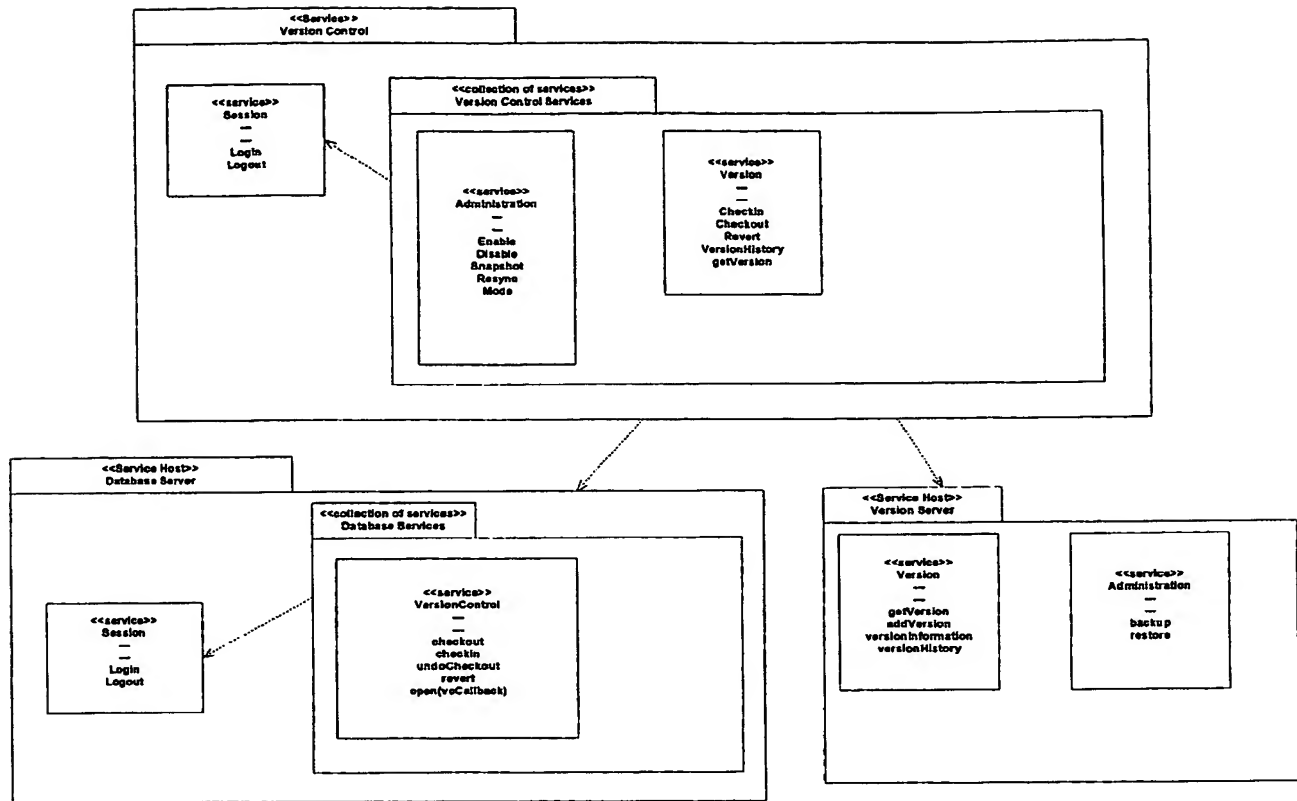 <<Service>>
Version Control
<<service>>
Session
—
—
Login
Logout
<<collection of services>>
Version Control Services
<<service>>
Administration
—
—
Enable
Disable
Snapshot
Resync
Mode
<<service>>
Version
—
—
Checkin
Checkout
Revert
VersionHistory
getVersion
<<Service Host>>
Database Server
<<service>>
Session
—
—
Login
Logout
<<collection of services>>
Database Services
<<service>>
VersionControl
—
—
checkout
checkin
undoCheckout
revert
open(vcCallback)
<<Service Host>>
Version Server
<<service>>
Version
—
—
getVersion
addVersion
versionInformation
versionHistory
<<service>>
Administration
—
—
backup
restore